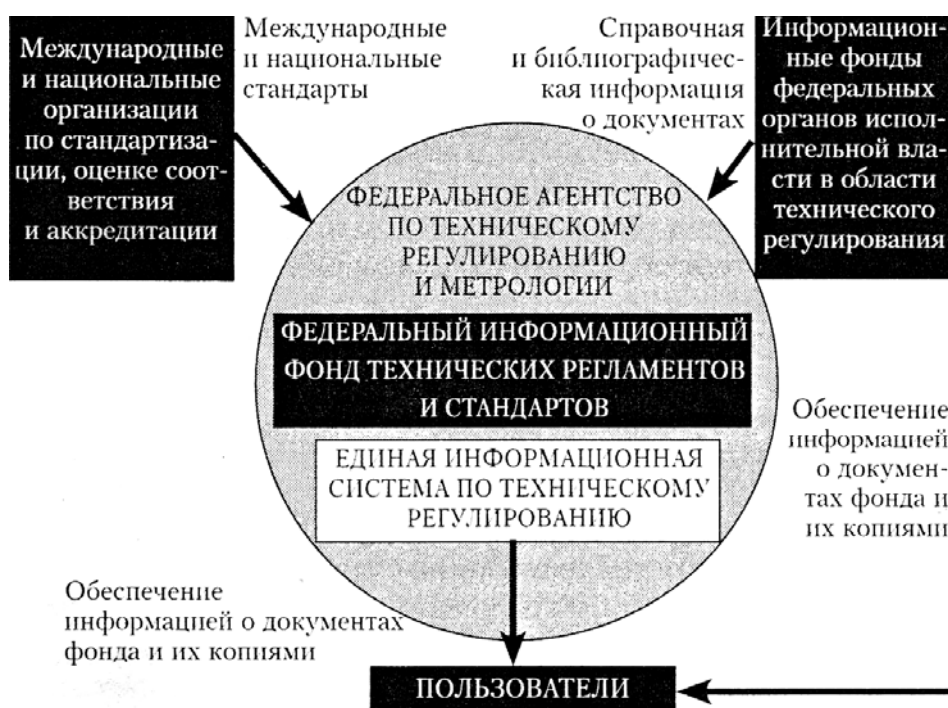 Международные
и национальные
организации
по стандартиза-
ции, оценке соот-
ветствия
и аккредитации
Международные
и национальные
стандарты
Справочная
и библиографичес-
кая информация
о документах
Информацион-
ные фонды
федеральных
органов испол-
нительной вла-
сти в области
технического
регулирования
ФЕДЕРАЛЬНОЕ АГЕНТСТВО
ПО ТЕХНИЧЕСКОМУ
РЕГУЛИРОВАНИЮ
И МЕТРОЛОГИИ
ФЕДЕРАЛЬНЫЙ ИНФОРМАЦИОННЫЙ
ФОНД ТЕХНИЧЕСКИХ РЕГЛАМЕНТОВ
И СТАНДАРТОВ
ЕДИНАЯ ИНФОРМАЦИОННАЯ
СИСТЕМА ПО ТЕХНИЧЕСКОМУ
РЕГУЛИРОВАНИЮ
Обеспечение
информацией
о докумен-
тах фонда и
их копиями
Обеспечение
информацией о документах
фонда и их копиями
ПОЛЬЗОВАТЕЛИ